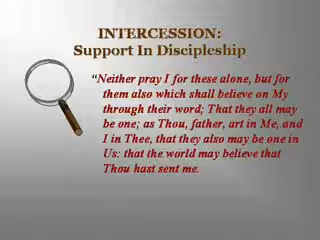 INTERCESSION:
Support In Discipleship
“Neither pray I for these alone, but for
them also which shall believe on My
through their word; That they all may
be one; as Thou, father, art in Me, and
I in Thee, that they also may be one in
Us: that the world may believe that
Thou hast sent me.